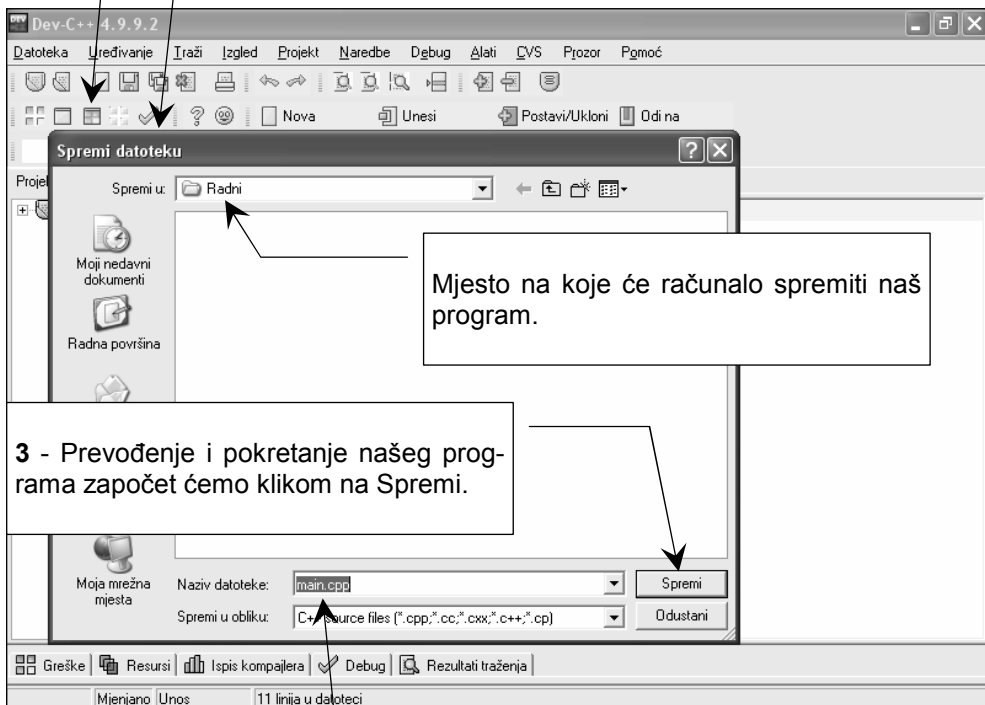 Dev-C++ 4.9.9.2
Datoteka Uređivanje Traži Izgled Projekt Naredbe Debug Alati CVS Prozor Pomoć
Nova Unesi Postavi/Ukloni Odi na
Spremi datoteku
Spremi u: Radni
Moji nedavni
dokumenti
Radna površina
Mjesto na koje će računalo spremiti naš
program.
3 - Prevođenje i pokretanje našeg prog-
rama započet ćemo klikom na Spremi.
Moja mrežna
mjesta
Naziv datoteke: main.cpp Spremi
Spremi u obliku: C++ source files (*.cpp;*.cc;*.cxx;*.c++;*.cp) Odustani
Greške Resursi Ispis kompajlera Debug Rezultati traženja
Mjenjano Unos 11 linija u datoteci